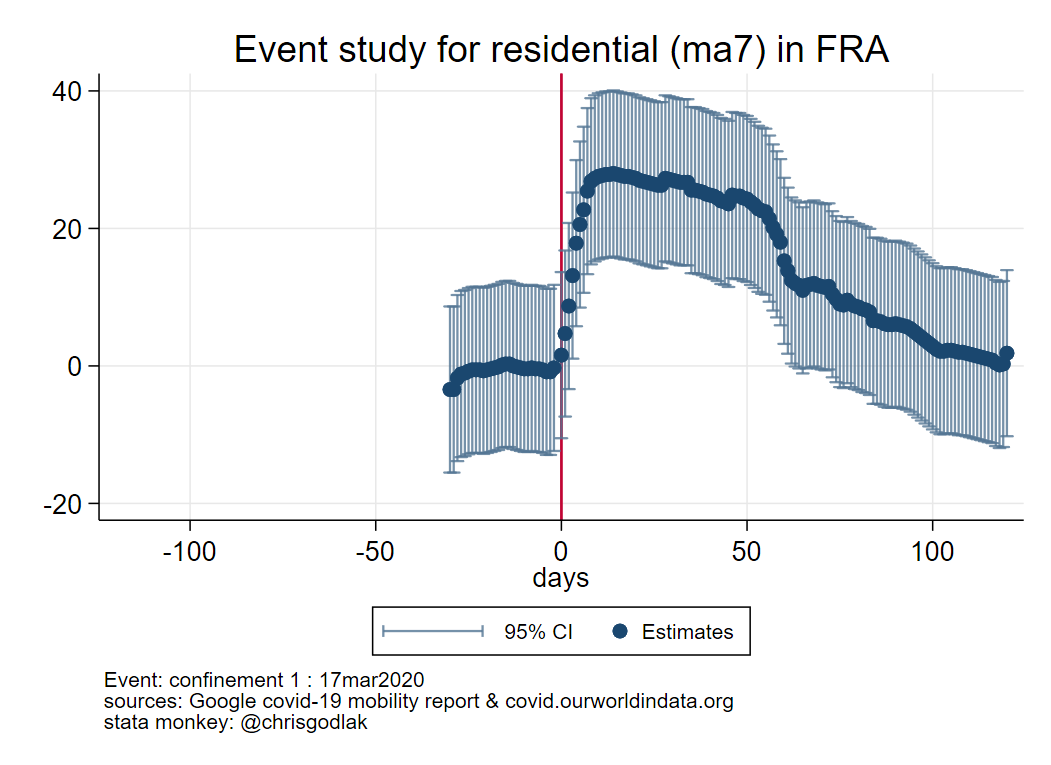 Event study for residential (ma7) in FRA
40
20
0
-20
-100 -50 0 50 100
days
95% CI Estimates
Event: confinement 1 : 17mar2020
sources: Google covid-19 mobility report & covid.ourworldindata.org
stata monkey: @chrisgodlak